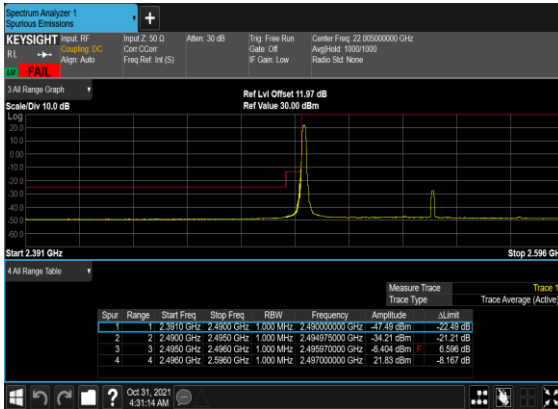 Spectrum Analyzer 1
Spurious Emissions
+
KEYSIGHT Input: RF Input Z: 50 Ω Atten: 30 dB Trig: Free Run Center Freq: 22.005000000 GHz
RL Coupling: DC Corr CCorr Gate: Off Avg|Hold: 1000/1000
Align: Auto Freq Ref: Int (S) IF Gain: Low Radio Std: None
FAIL
3 All Range Graph
Ref Lvl Offset 11.97 dB
Scale/Div 10.0 dB Ref Value 30.00 dBm
Log
20.0
10.0
0.00
-10.0
-20.0
-30.0
-40.0
-50.0
-60.0
Start 2.391 GHz Stop 2.596 GH
4 All Range Table
Measure Trace Trace 1
Trace Type Trace Average (Active)
Spur Range Start Freq Stop Freq RBW Frequency Amplitude ΔLimit
1 1 2.3910 GHz 2.4900 GHz 1.000 MHz 2.490000000 GHz -47.49 dBm -22.49 dB
2 2 2.4900 GHz 2.4950 GHz 1.000 MHz 2.494970000 GHz -34.21 dBm -21.21 dB
3 3 2.4950 GHz 2.4960 GHz 1.000 MHz 2.495970000 GHz -6.404 dBm F 6.596 dB
4 4 2.4960 GHz 2.5960 GHz 1.000 MHz 2.497000000 GHz 21.83 dBm -8.167 dB
? Oct 31, 2021
4:31:14 AM